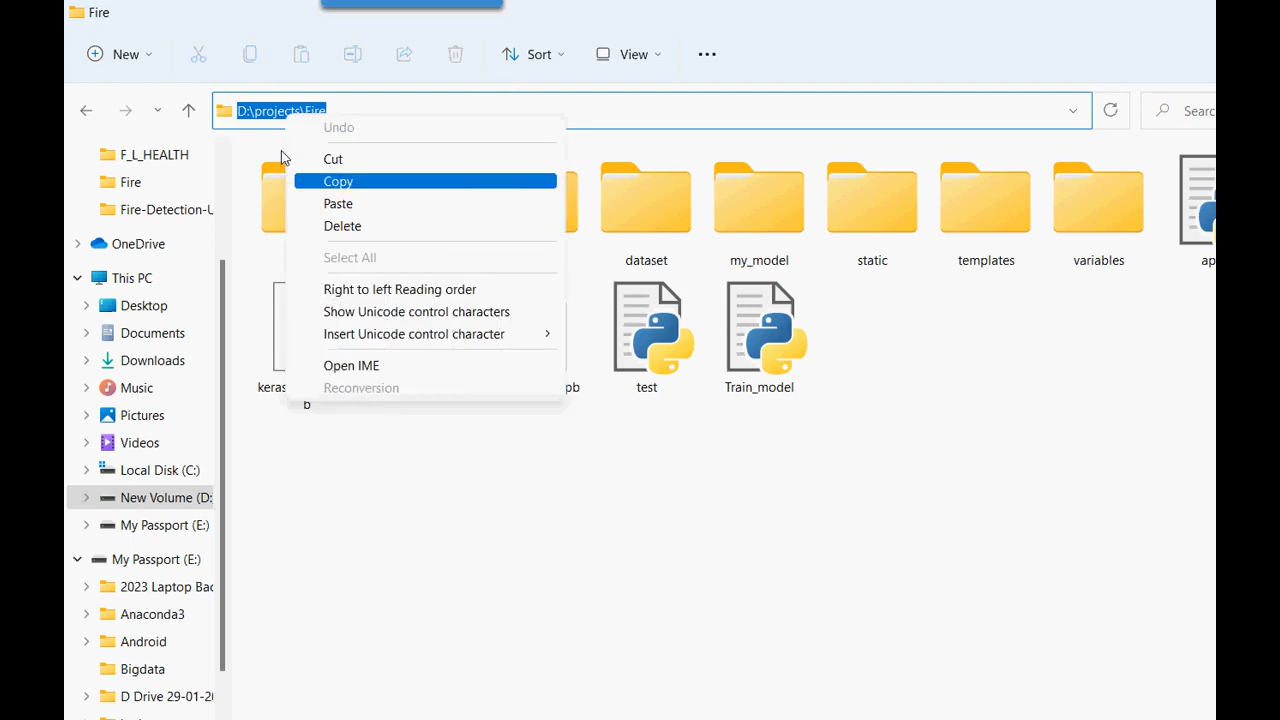 Fire
New
Sort
View
D:\projects\Fire
Searc
F_L_HEALTH
Fire
Fire-Detection-U
OneDrive
This PC
Desktop
Documents
Downloads
Music
Pictures
Videos
Local Disk (C:)
New Volume (D:
My Passport (E:)
My Passport (E:)
2023 Laptop Bac
Anaconda3
Android
Bigdata
D Drive 29-01-20
Undo
Cut
Copy
Paste
Delete
Select All
Right to left Reading order
Show Unicode control characters
Insert Unicode control character
Open IME
Reconversion
dataset
my_model
static
templates
variables
ap
keras
b
pb
test
Train_model